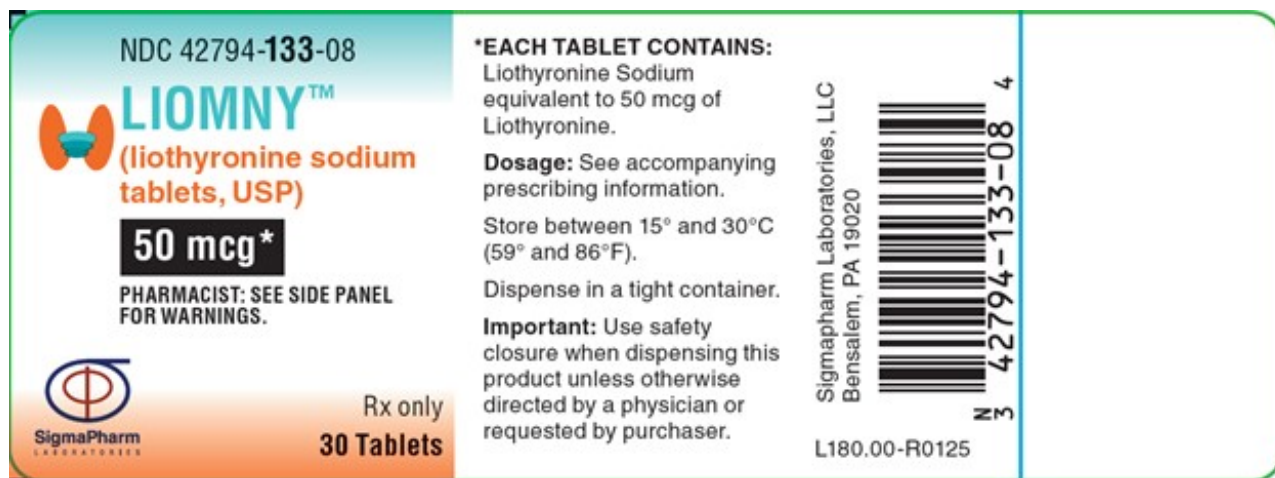 NDC 42794-133-08
LIOMNY™
(liothyronine sodium
tablets, USP)
50 mcg*
PHARMACIST: SEE SIDE PANEL
FOR WARNINGS.
SigmaPharm
LABORATORIES
Rx only
30 Tablets
*EACH TABLET CONTAINS:
Liothyronine Sodium
equivalent to 50 mcg of
Liothyronine.
Dosage: See accompanying
prescribing information.
Store between 15° and 30°C
(59° and 86°F).
Dispense in a tight container.
Important: Use safety
closure when dispensing this
product unless otherwise
directed by a physician or
requested by purchaser.
Sigmapharm Laboratories, LLC
Bensalem, PA 19020
N
3 42794-133-08 4
L180.00-R0125